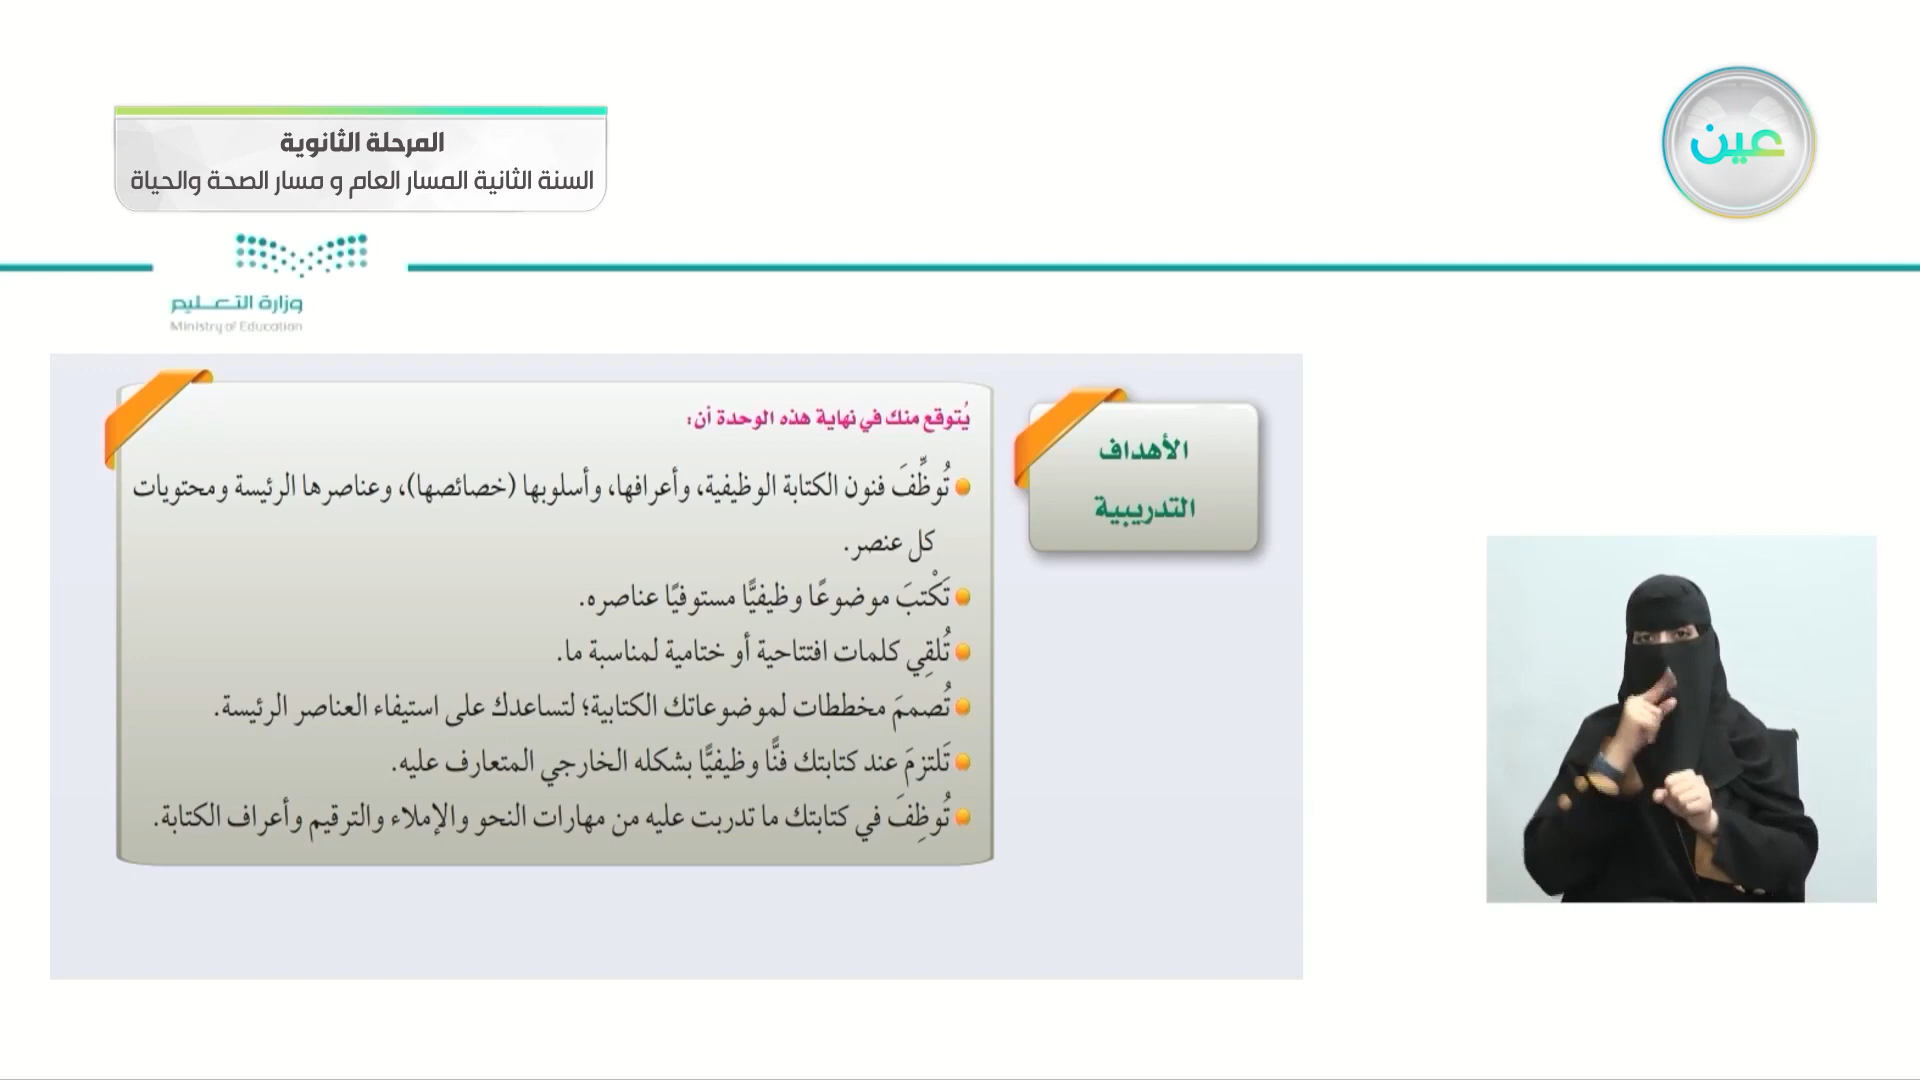 عين
المرحلة الثانوية
السنة الثانية المسار العام و مسار الصحة والحياة
وزارة التعليم
Ministry of Education
الأهداف
التدريبية
يُتوقع منك في نهاية هذه الوحدة أن:
تُوظِّفَ فنون الكتابة الوظيفية، وأعرافها، وأسلوبها (خصائصها)، وعناصرها الرئيسة ومحتويات
كل عنصر.
تَكْتبَ موضوعًا وظيفيًّا مستوفيًا عناصره.
تُلقِي كلمات افتتاحية أو ختامية لمناسبة ما.
تُصممَ مخططات لموضوعاتك الكتابية؛ لتساعدك على استيفاء العناصر الرئيسة.
تَلتزمَ عند كتابتك فنًّا وظيفيًّا بشكله الخارجي المتعارف عليه.
تُوظِفَ في كتابتك ما تدربت عليه من مهارات النحو والإملاء والترقيم وأعراف الكتابة.